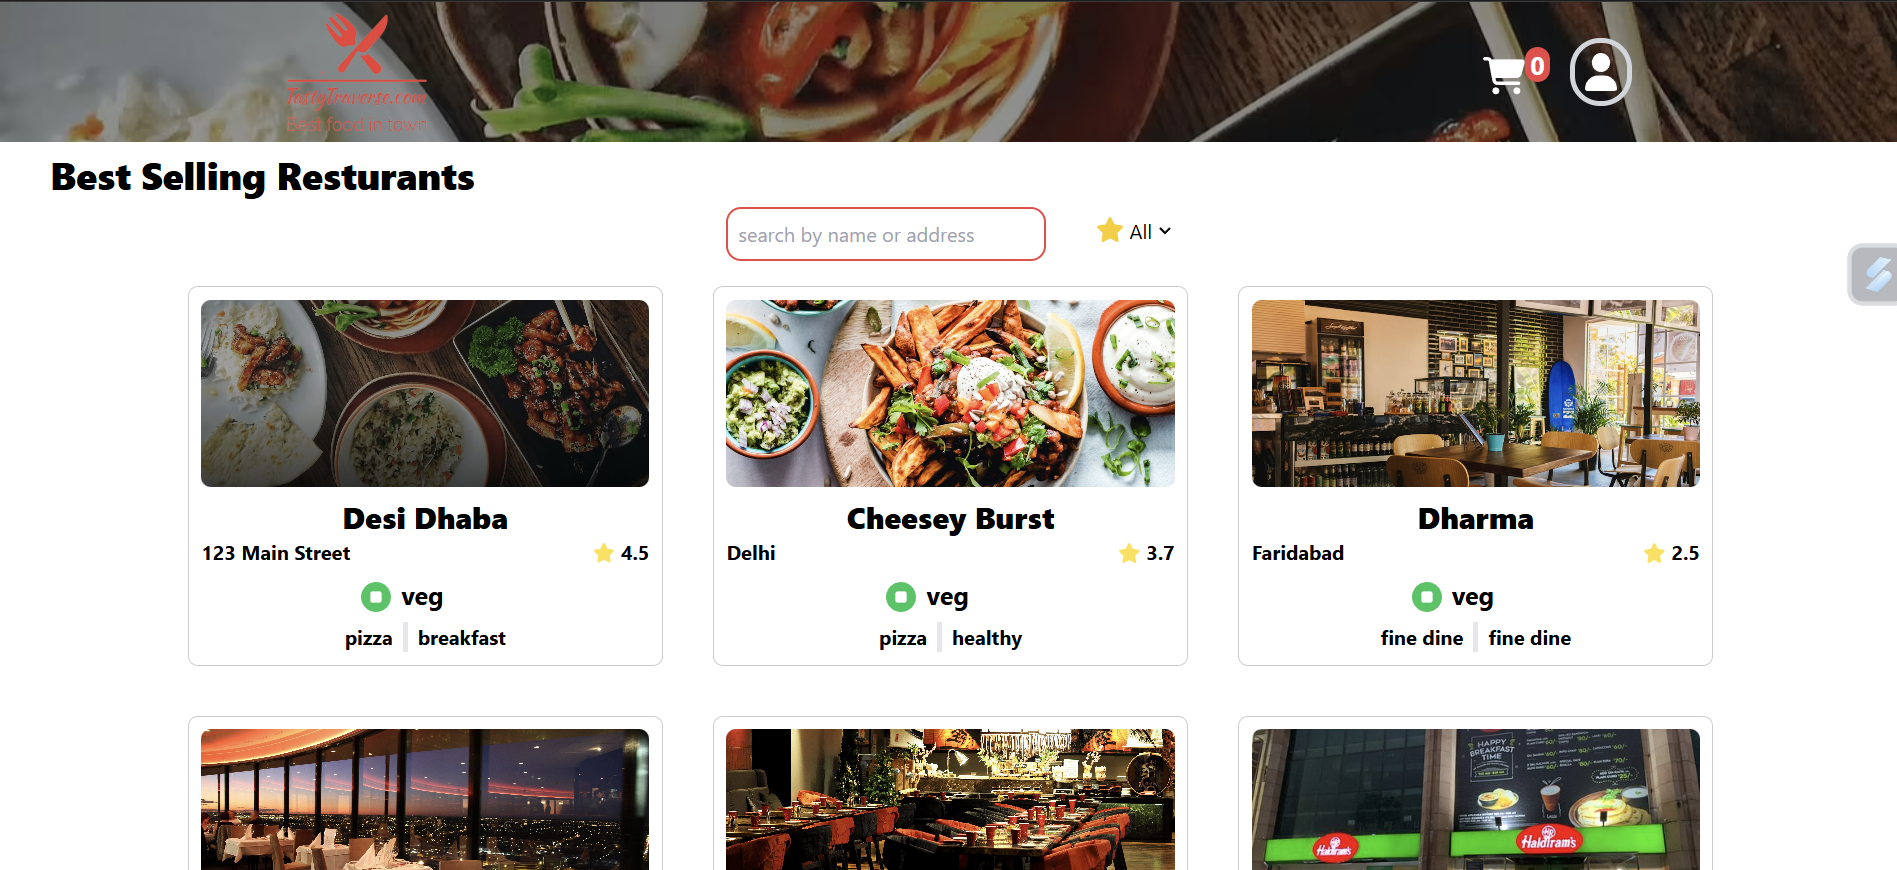 TastyTraverse.com
Best food in town
0
Best Selling Resturants
search by name or address
All
Desi Dhaba
123 Main Street
4.5
veg
pizza
breakfast
Cheesey Burst
Delhi
3.7
veg
pizza
healthy
Dharma
Faridabad
2.5
veg
fine dine
fine dine
HAPPY
BREAKFAST
TIME
Haldiram's
Haldiram's